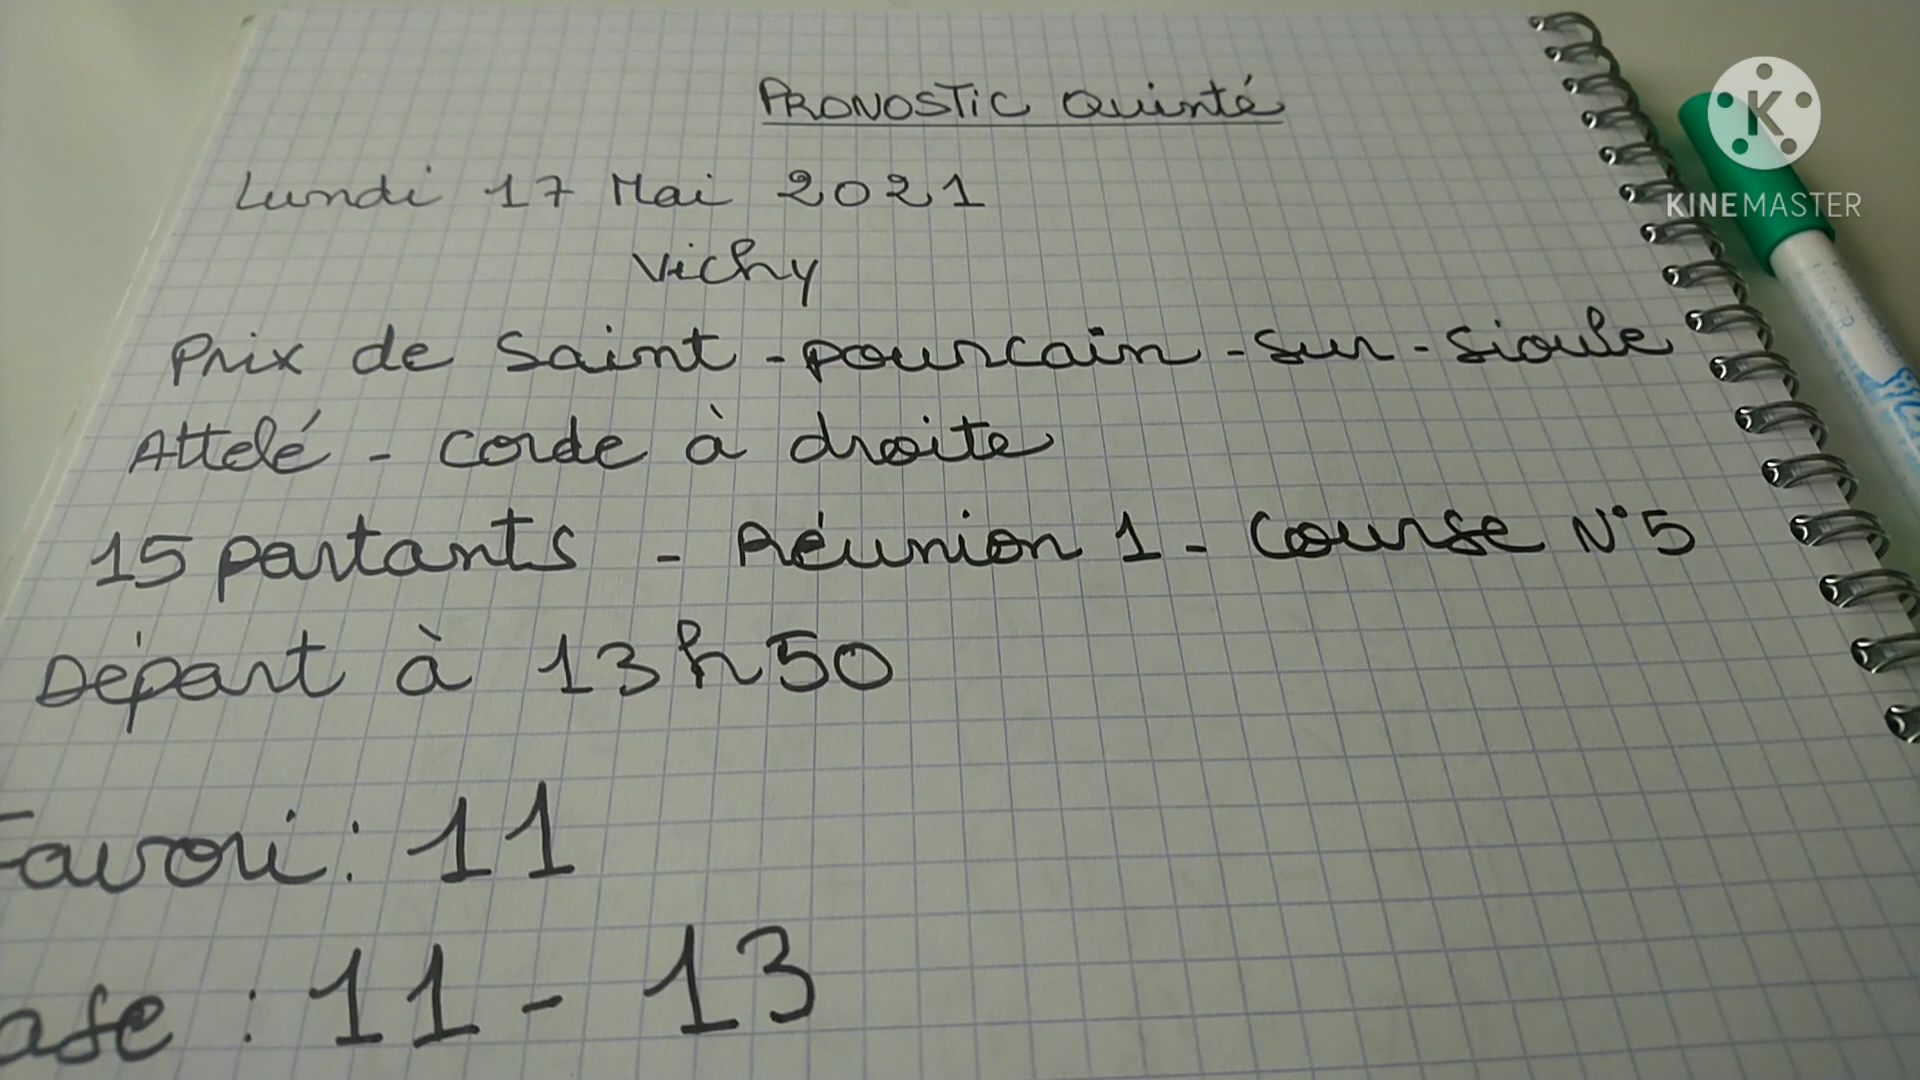 PRONOSTIC Quinté
Lundi 17 Mai 2021
Vichy
Prix de Saint-pourcain-sur-sioule
Attelé - corde à droite
15 partants - Réunion 1 - Course N°5
Départ à 13h50
Favori : 11
ase : 11 - 13
K
KINEMASTER